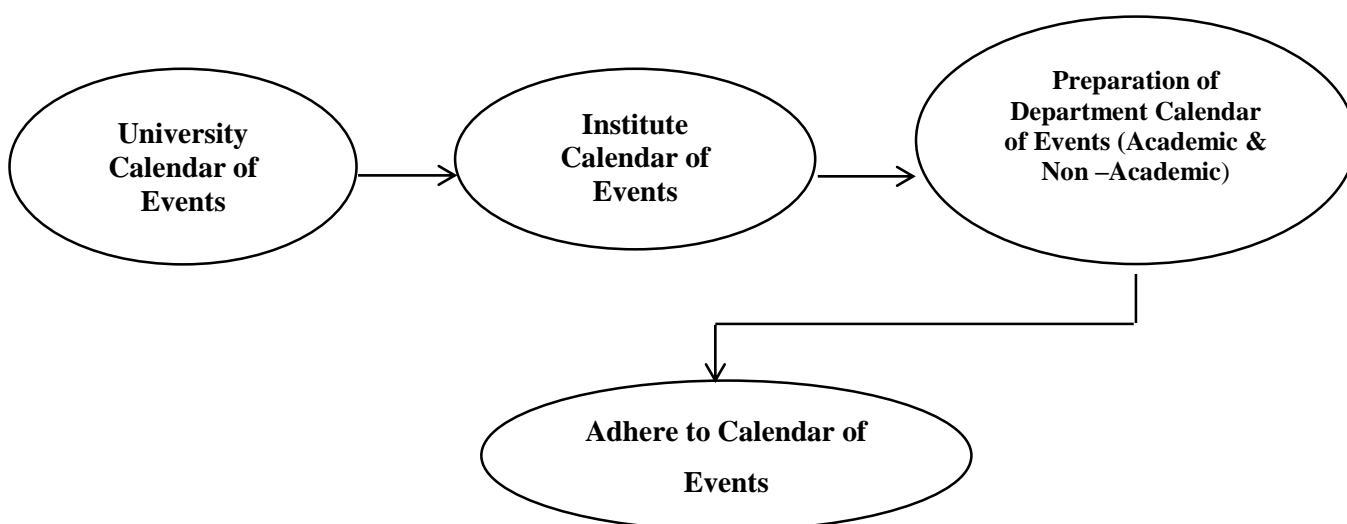 University
Calendar of
Events
Institute
Calendar of
Events
Preparation of
Department Calendar
of Events (Academic &
Non –Academic)
Adhere to Calendar of
Events